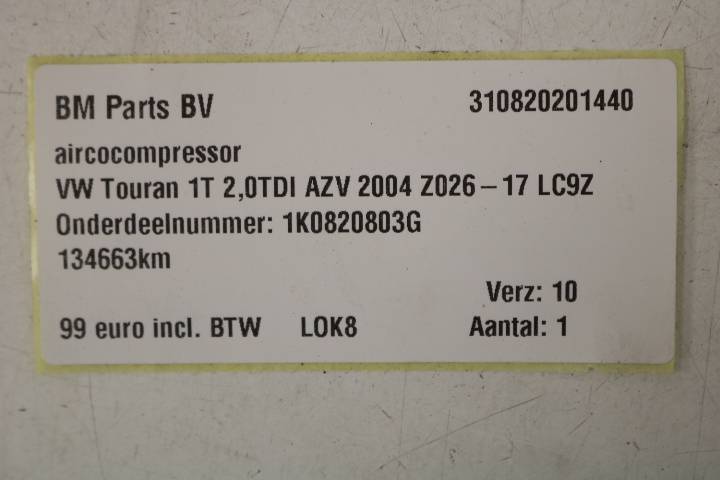 BM Parts BV 310820201440
aircocompressor
VW Touran 1T 2,0TDI AZV 2004 Z026 – 17 LC9Z
Onderdeelnummer: 1K0820803G
134663km
Verz: 10
99 euro incl. BTW LOK8 Aantal: 1